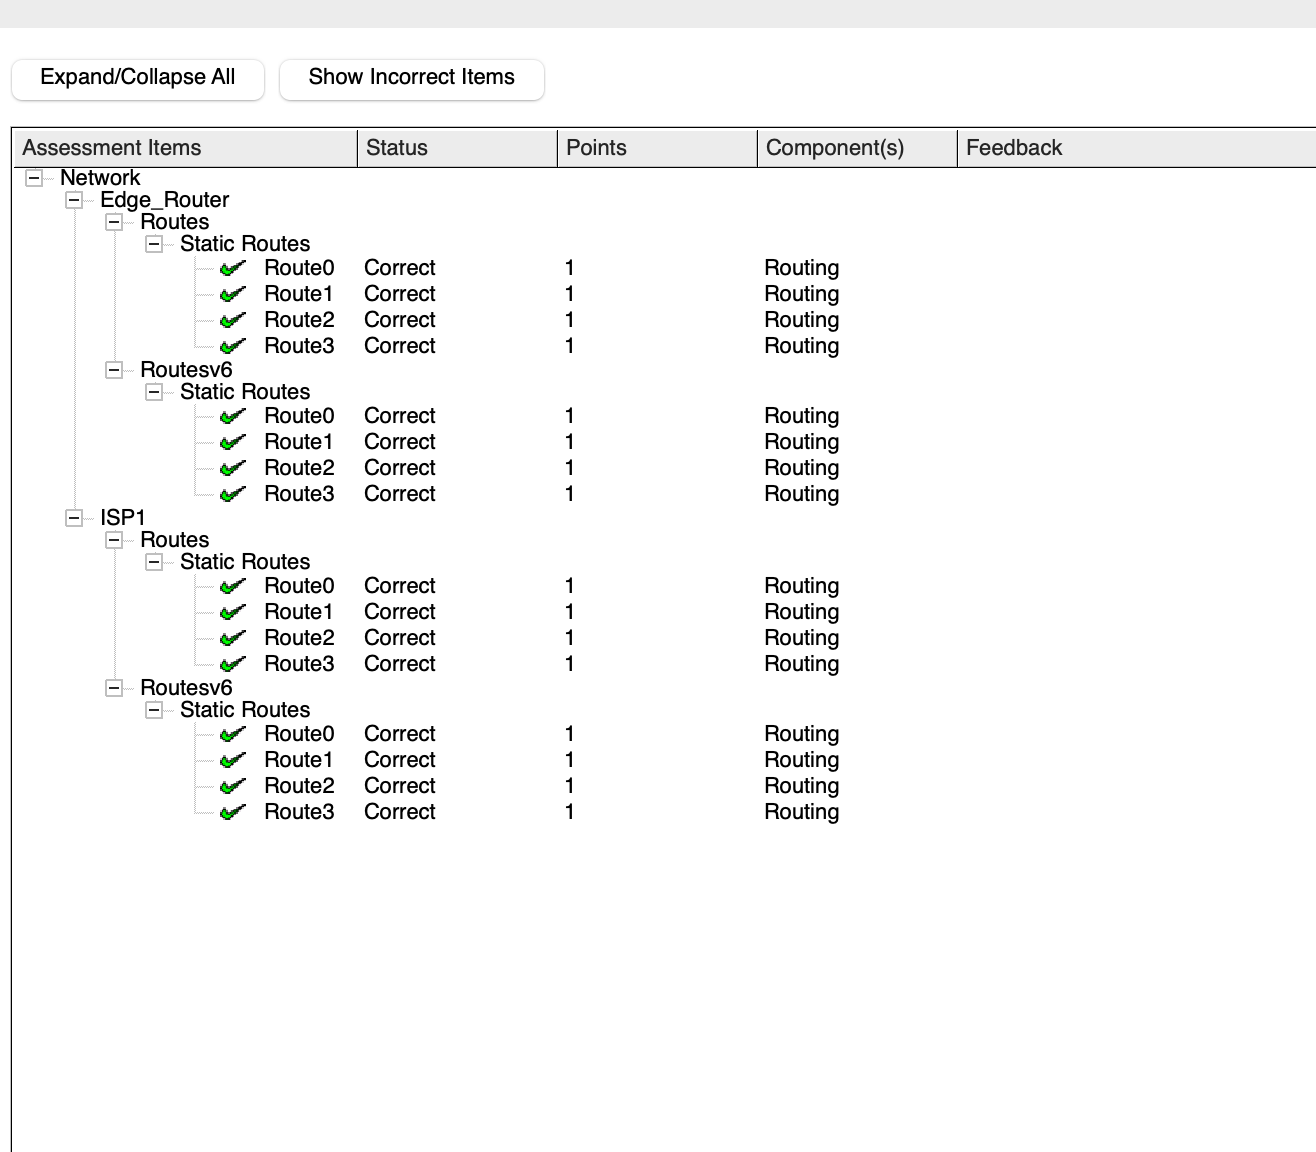 Expand/Collapse All Show Incorrect Items
Assessment Items Status Points Component(s) Feedback
Network
Edge_Router
Routes
Static Routes
Route0 Correct 1 Routing
Route1 Correct 1 Routing
Route2 Correct 1 Routing
Route3 Correct 1 Routing
Routesv6
Static Routes
Route0 Correct 1 Routing
Route1 Correct 1 Routing
Route2 Correct 1 Routing
Route3 Correct 1 Routing
ISP1
Routes
Static Routes
Route0 Correct 1 Routing
Route1 Correct 1 Routing
Route2 Correct 1 Routing
Route3 Correct 1 Routing
Routesv6
Static Routes
Route0 Correct 1 Routing
Route1 Correct 1 Routing
Route2 Correct 1 Routing
Route3 Correct 1 Routing